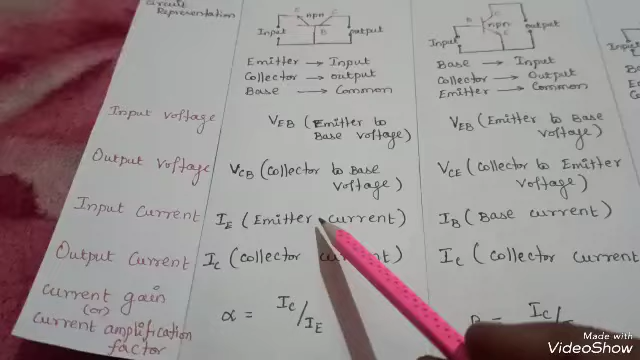 Circuit
Representation
E npn C
B
Input output
Emitter → Input
Collector → output
Base → Common
B npn C
E
Input output
Base → Input
Collector → Output
Emitter → Common
Input Voltage
VEB (Emitter to
Base voltage)
VEB (Emitter to Base
Voltage)
Output Voltage
VCB (Collector to Base
Voltage)
VCE (Collector to Emitter
Voltage)
Input Current
IE (Emitter current)
IB (Base current)
Output Current
IC (Collector
IC (Collector current
Current gain
(or)
Current amplification
factor
α = IC/IE
IC/
Made with
VideoShow